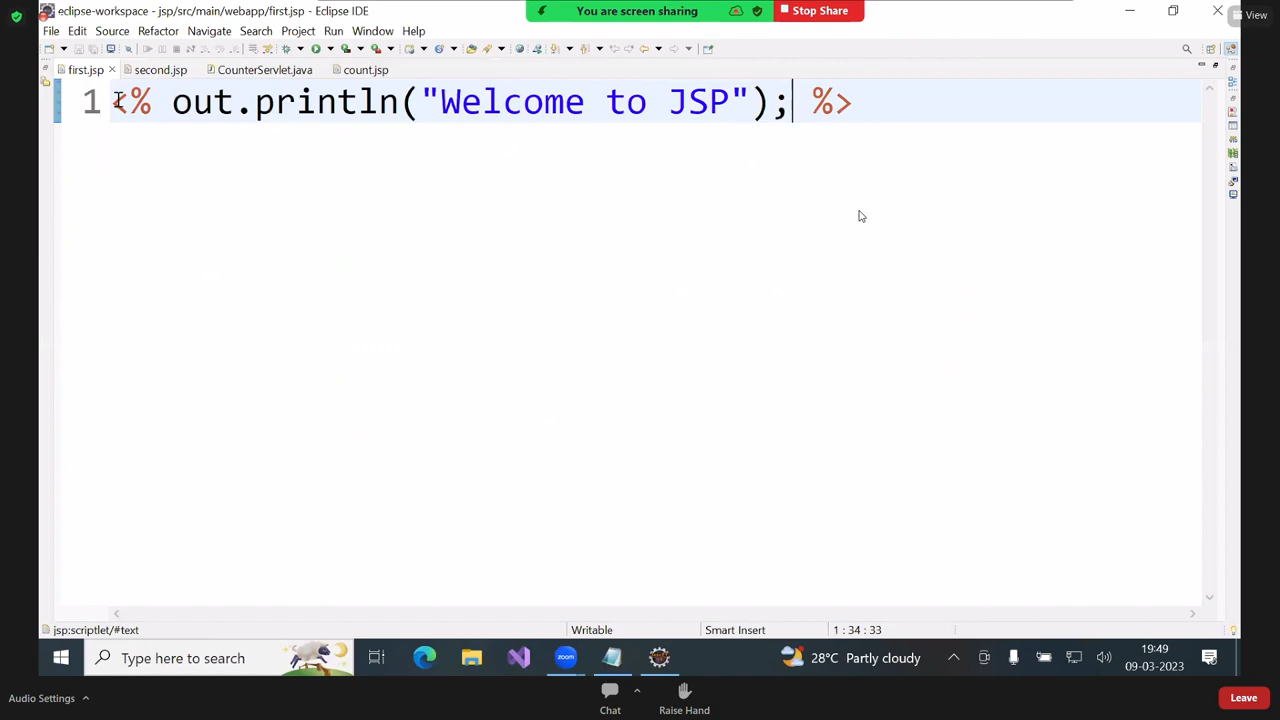 eclipse-workspace - jsp/src/main/webapp/first.jsp - Eclipse IDE
You are screen sharing
Stop Share
View
File Edit Source Refactor Navigate Search Project Run Window Help
first.jsp second.jsp CounterServlet.java count.jsp
1 <% out.println("Welcome to JSP"); %>
jsp:scriptlet/#text Writable Smart Insert 1 : 34 : 33
Type here to search 28°C Partly cloudy 19:49
09-03-2023
Audio Settings Chat Raise Hand Leave